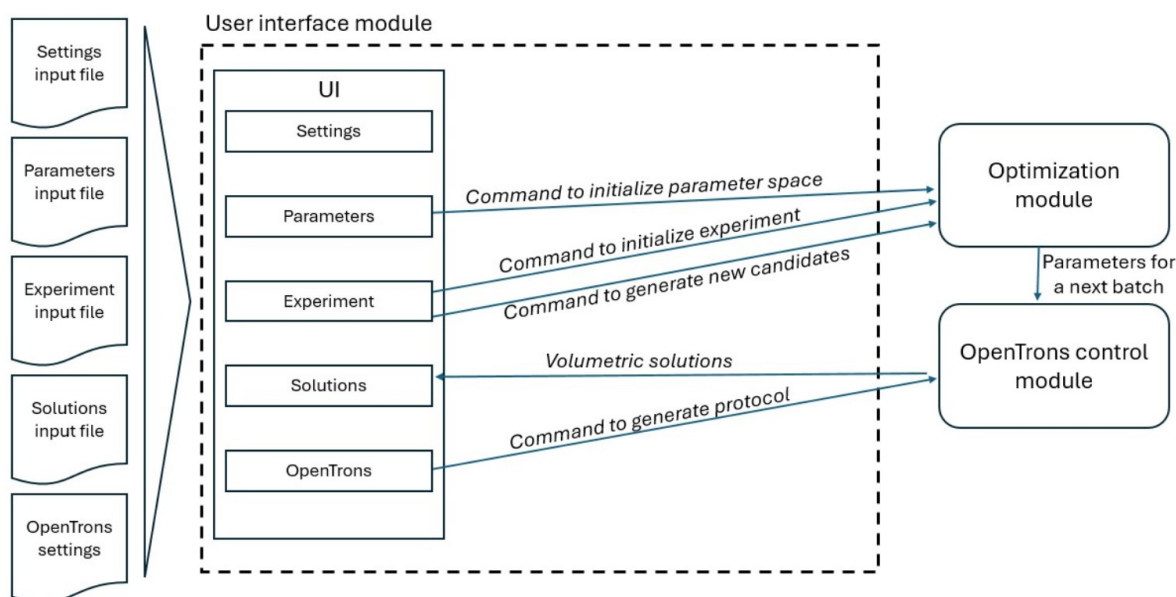 User interface module
Settings
input file
Parameters
input file
Experiment
input file
Solutions
input file
OpenTrons
settings
UI
Settings
Parameters
Experiment
Solutions
OpenTrons
Command to initialize parameter space
Command to initialize experiment
Command to generate new candidates
Volumetric solutions
Command to generate protocol
Optimization
module
Parameters for
a next batch
OpenTrons control
module